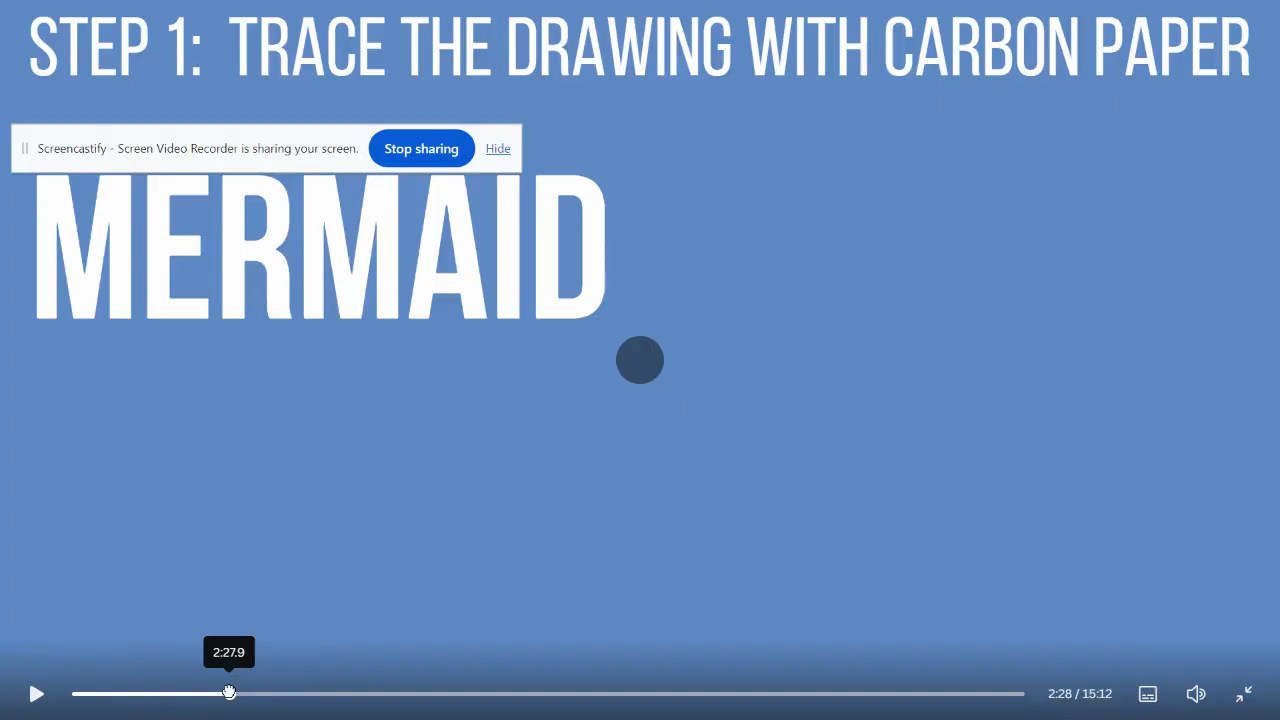 STEP 1: TRACE THE DRAWING WITH CARBON PAPER
Screencastify - Screen Video Recorder is sharing your screen. Stop sharing Hide
MERMAID
2:27.9
2:28 / 15:12